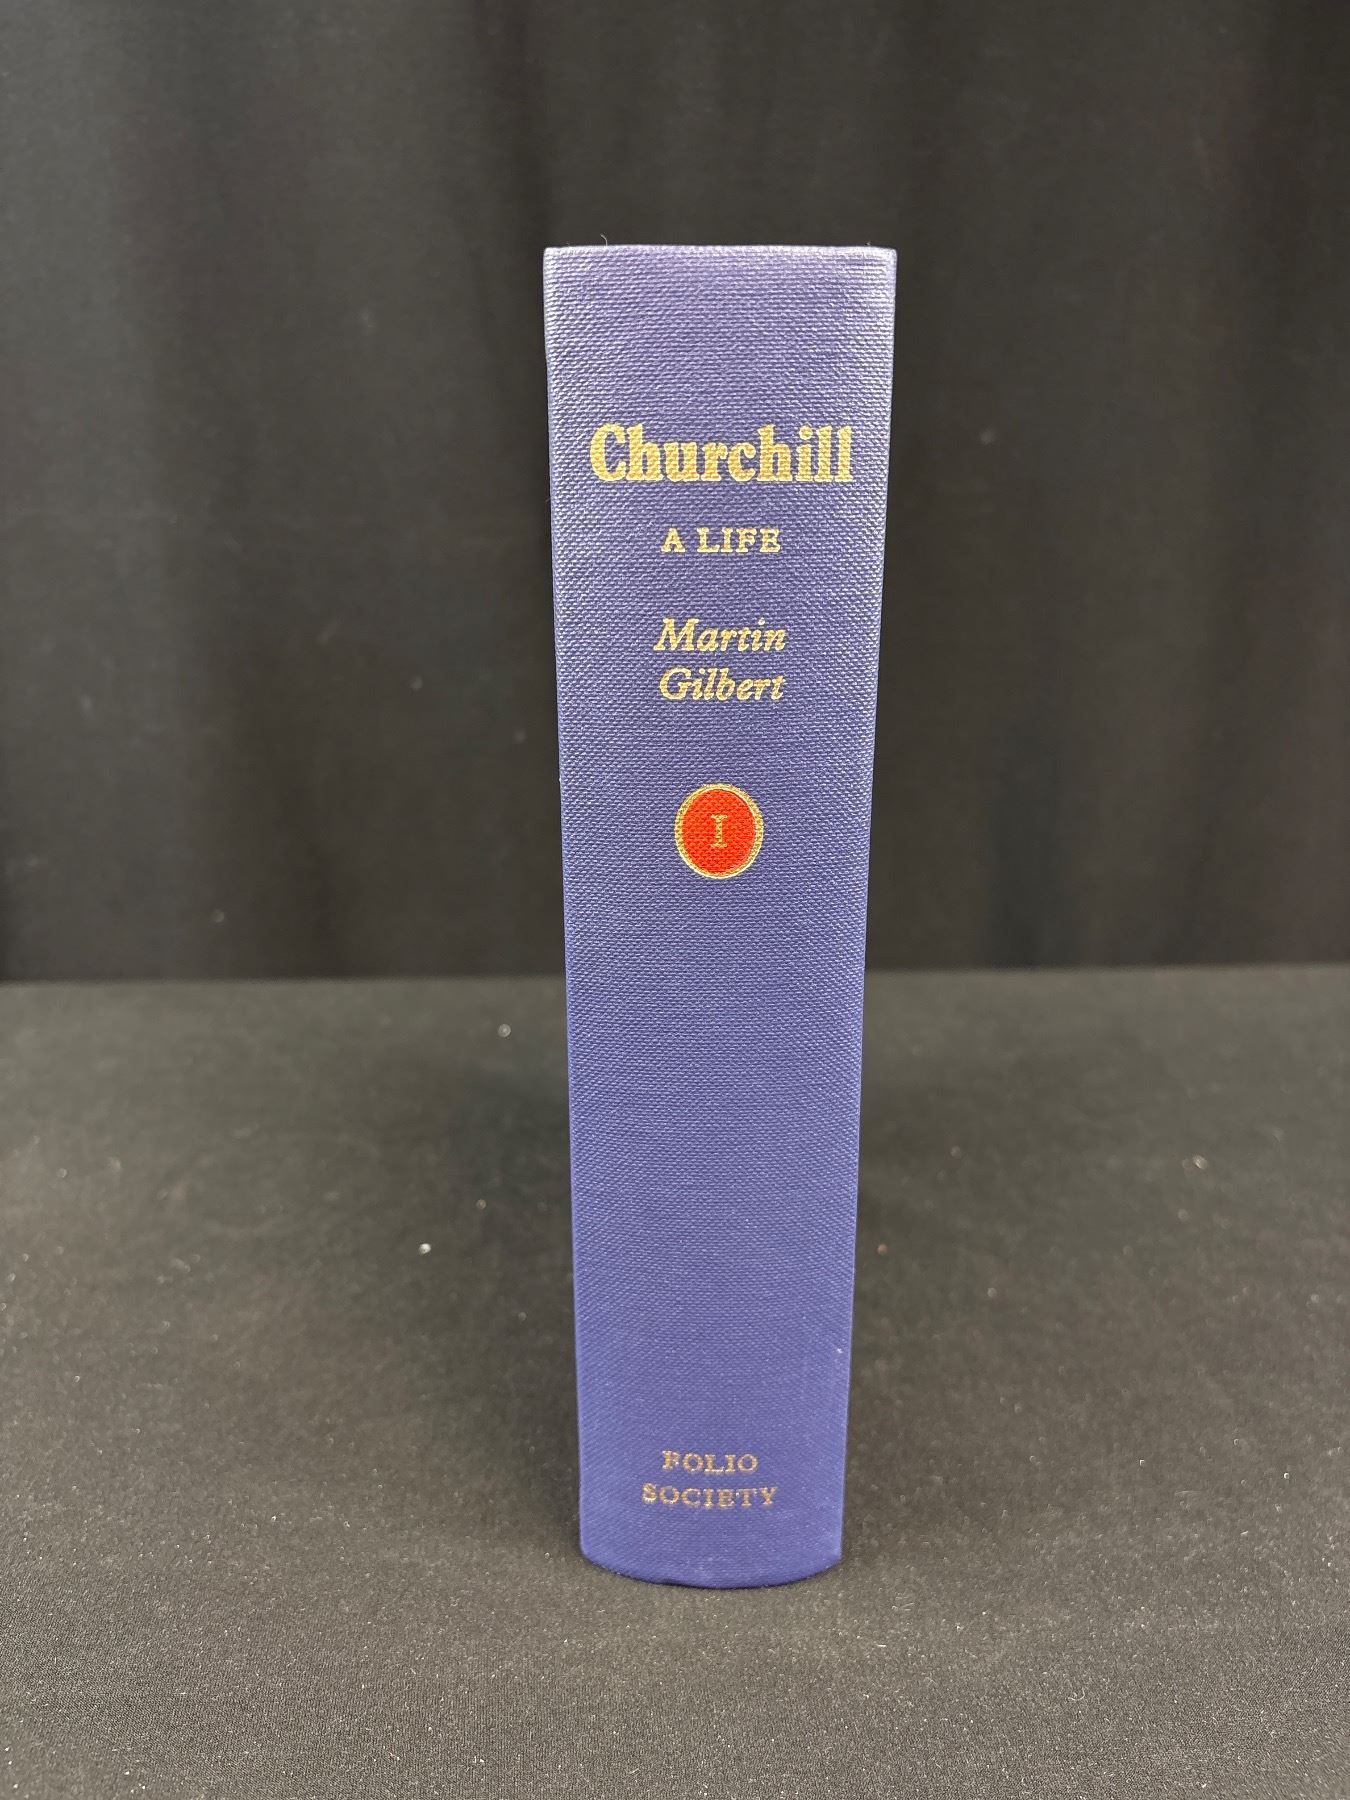 Churchill
A LIFE
Martin
Gilbert
I
FOLIO
SOCIETY